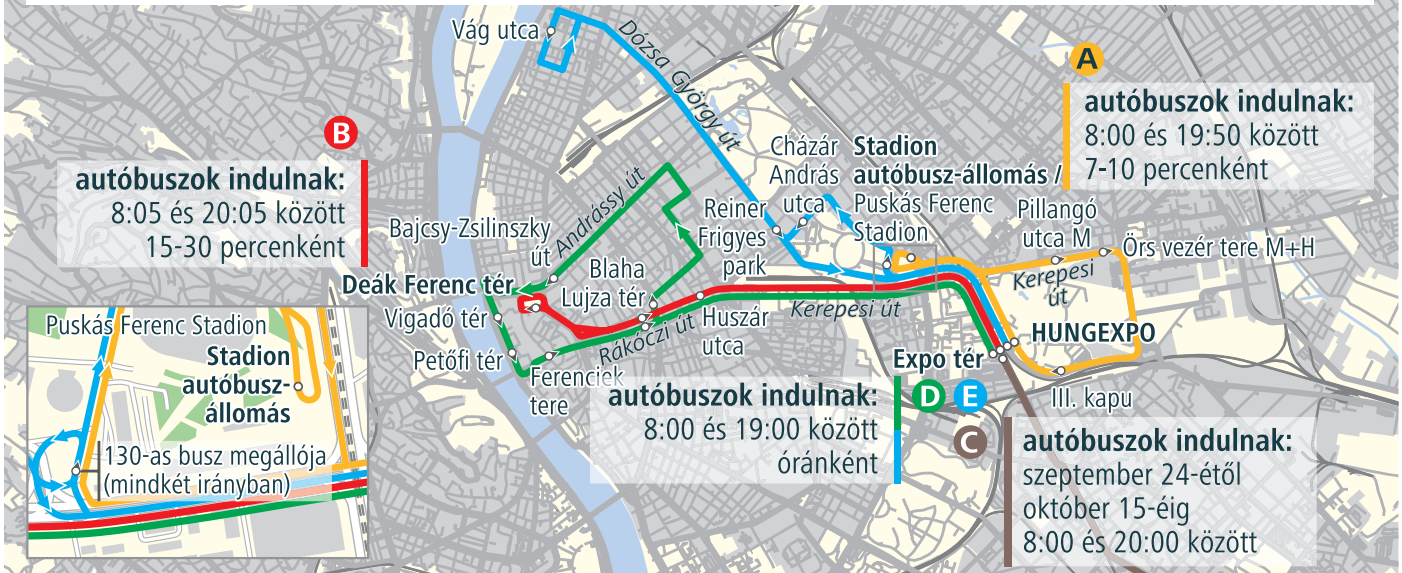 Vág utca
Dózsa György út
A
autóbuszok indulnak:
8:00 és 19:50 között
7-10 percenként
B
autóbuszok indulnak:
8:05 és 20:05 között
15-30 percenként
Cházár
András
utca
Stadion
autóbusz-állomás /
Puskás Ferenc
Stadion
Reiner
Frigyes
park
Pillangó
utca M
Örs vezér tere M+H
Kerepesi
út
Bajcsy-Zsilinszky
út
Andrássy út
Blaha
Lujza tér
Deák Ferenc tér
Vigadó tér
Petőfi tér
Ferenciek
tere
Rákóczi út
Huszár
utca
Kerepesi út
HUNGEXPO
Expo tér
III. kapu
autóbuszok indulnak:
8:00 és 19:00 között
óránként
D E
C
autóbuszok indulnak:
szeptember 24-étől
október 15-éig
8:00 és 20:00 között
Puskás Ferenc Stadion
Stadion
autóbusz-
állomás
130-as busz megállója
(mindkét irányban)